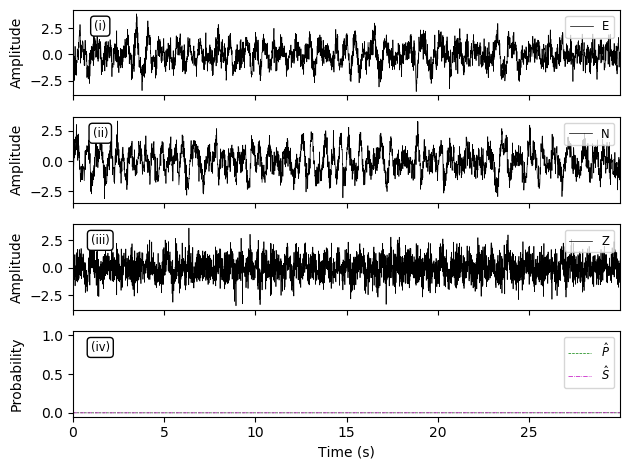 (i)
E
Amplitude
2.5
0.0
−2.5
(ii)
N
Amplitude
2.5
0.0
−2.5
(iii)
Z
Amplitude
2.5
0.0
−2.5
(iv)
P̂
Ŝ
Probability
1.0
0.5
0.0
0 5 10 15 20 25
Time (s)